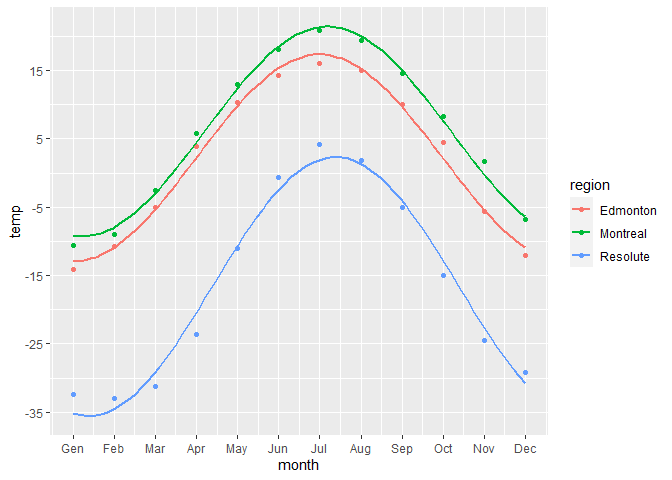 15
5
-5
-15
-25
-35
temp
Gen Feb Mar Apr May Jun Jul Aug Sep Oct Nov Dec
month
region
Edmonton
Montreal
Resolute